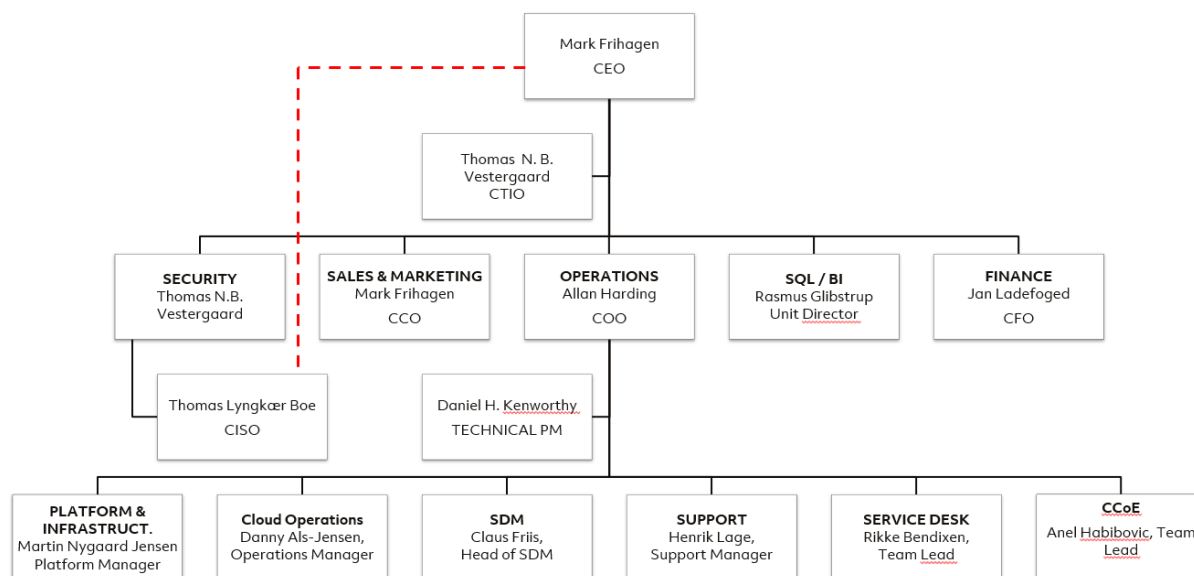 Mark Frihagen
CEO
Thomas N. B.
Vestergaard
CTIO
SECURITY
Thomas N.B.
Vestergaard
SALES & MARKETING
Mark Frihagen
CCO
OPERATIONS
Allan Harding
COO
SQL / BI
Rasmus Glibstrup
Unit Director
FINANCE
Jan Ladefoged
CFO
Thomas Lyngkær Boe
CISO
Daniel H. Kenworthy
TECHNICAL PM
PLATFORM &
INFRASTRUCT.
Martin Nygaard Jensen
Platform Manager
Cloud Operations
Danny Als-Jensen,
Operations Manager
SDM
Claus Friis,
Head of SDM
SUPPORT
Henrik Lage,
Support Manager
SERVICE DESK
Rikke Bendixen,
Team Lead
CCoE
Anel Habibovic, Team
Lead